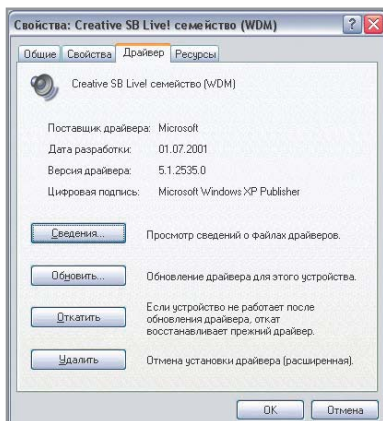 Свойства: Creative SB Live! семейство (WDM)
Общие Свойства Драйвер Ресурсы
Creative SB Live! семейство (WDM)
Поставщик драйвера: Microsoft
Дата разработки: 01.07.2001
Версия драйвера: 5.1.2535.0
Цифровая подпись: Microsoft Windows XP Publisher
Сведения... Просмотр сведений о файлах драйверов.
Обновить... Обновление драйвера для этого устройства.
Откатить Если устройство не работает после
обновления драйвера, откат
восстанавливает прежний драйвер.
Удалить Отмена установки драйвера (расширенная).
OK Отмена